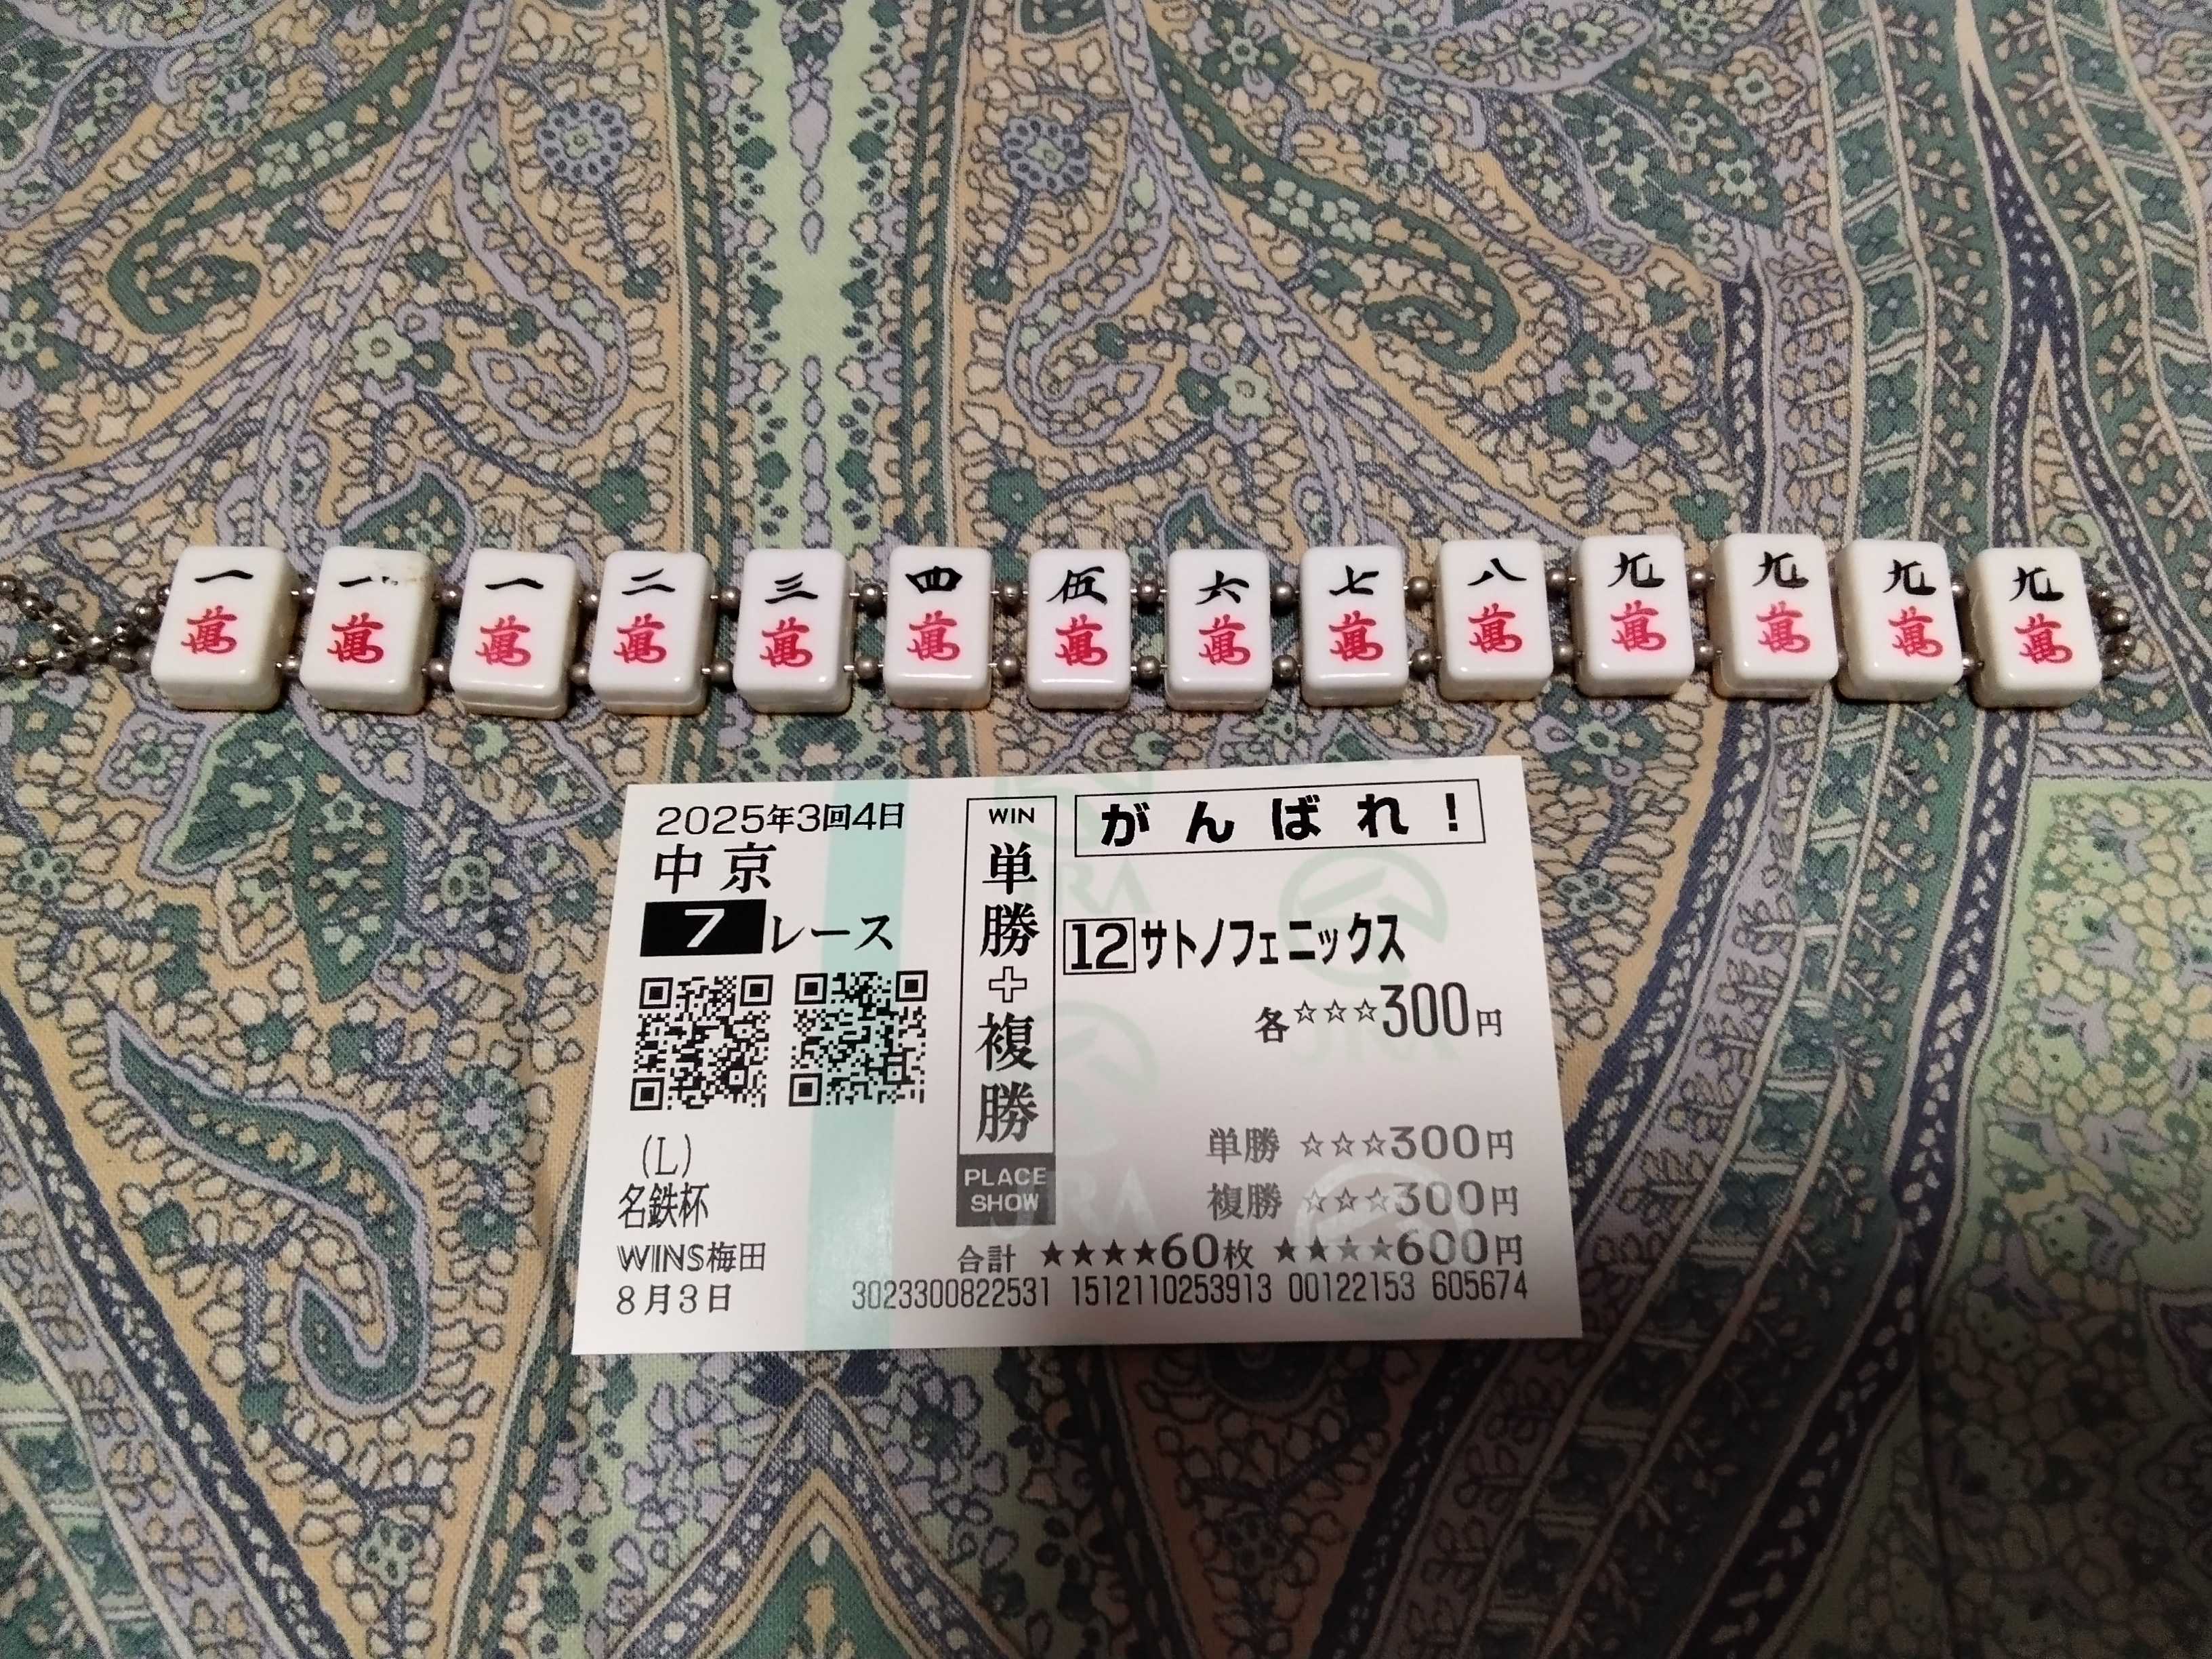 一 一 一 二 三 四 伍 六 七 八 九 九 九 九
萬 萬 萬 萬 萬 萬 萬 萬 萬 萬 萬 萬 萬 萬
2025年3回4日
中京
7レース
(L)
名鉄杯
WINS梅田
8月3日
WIN
単勝+複勝
PLACE
SHOW
がんばれ!
12サトノフェニックス
各☆☆☆300円
単勝 ☆☆☆300円
複勝 ☆☆☆300円
合計 ★★★★60枚 ★★★★600円
3023300822531 1512110253913 00122153 605674
JRA